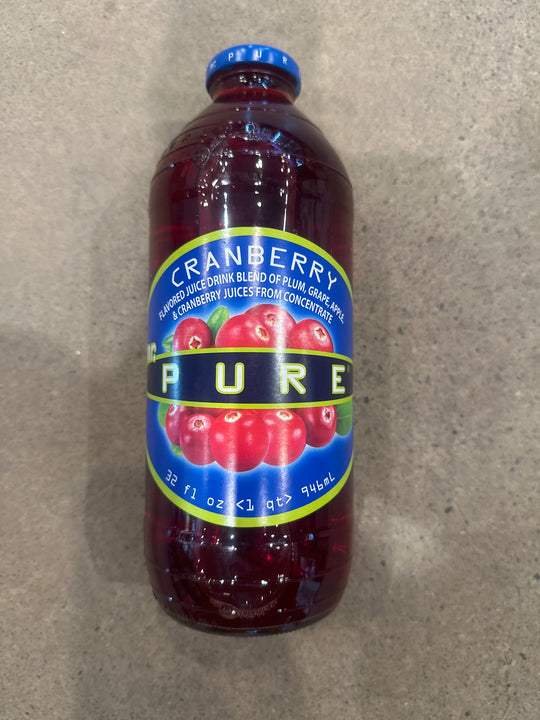 P U R
CRANBERRY
FLAVORED JUICE DRINK BLEND OF PLUM, GRAPE, APPLE,
& CRANBERRY JUICES FROM CONCENTRATE
PURE
32 fl oz <1 qt> 946mL